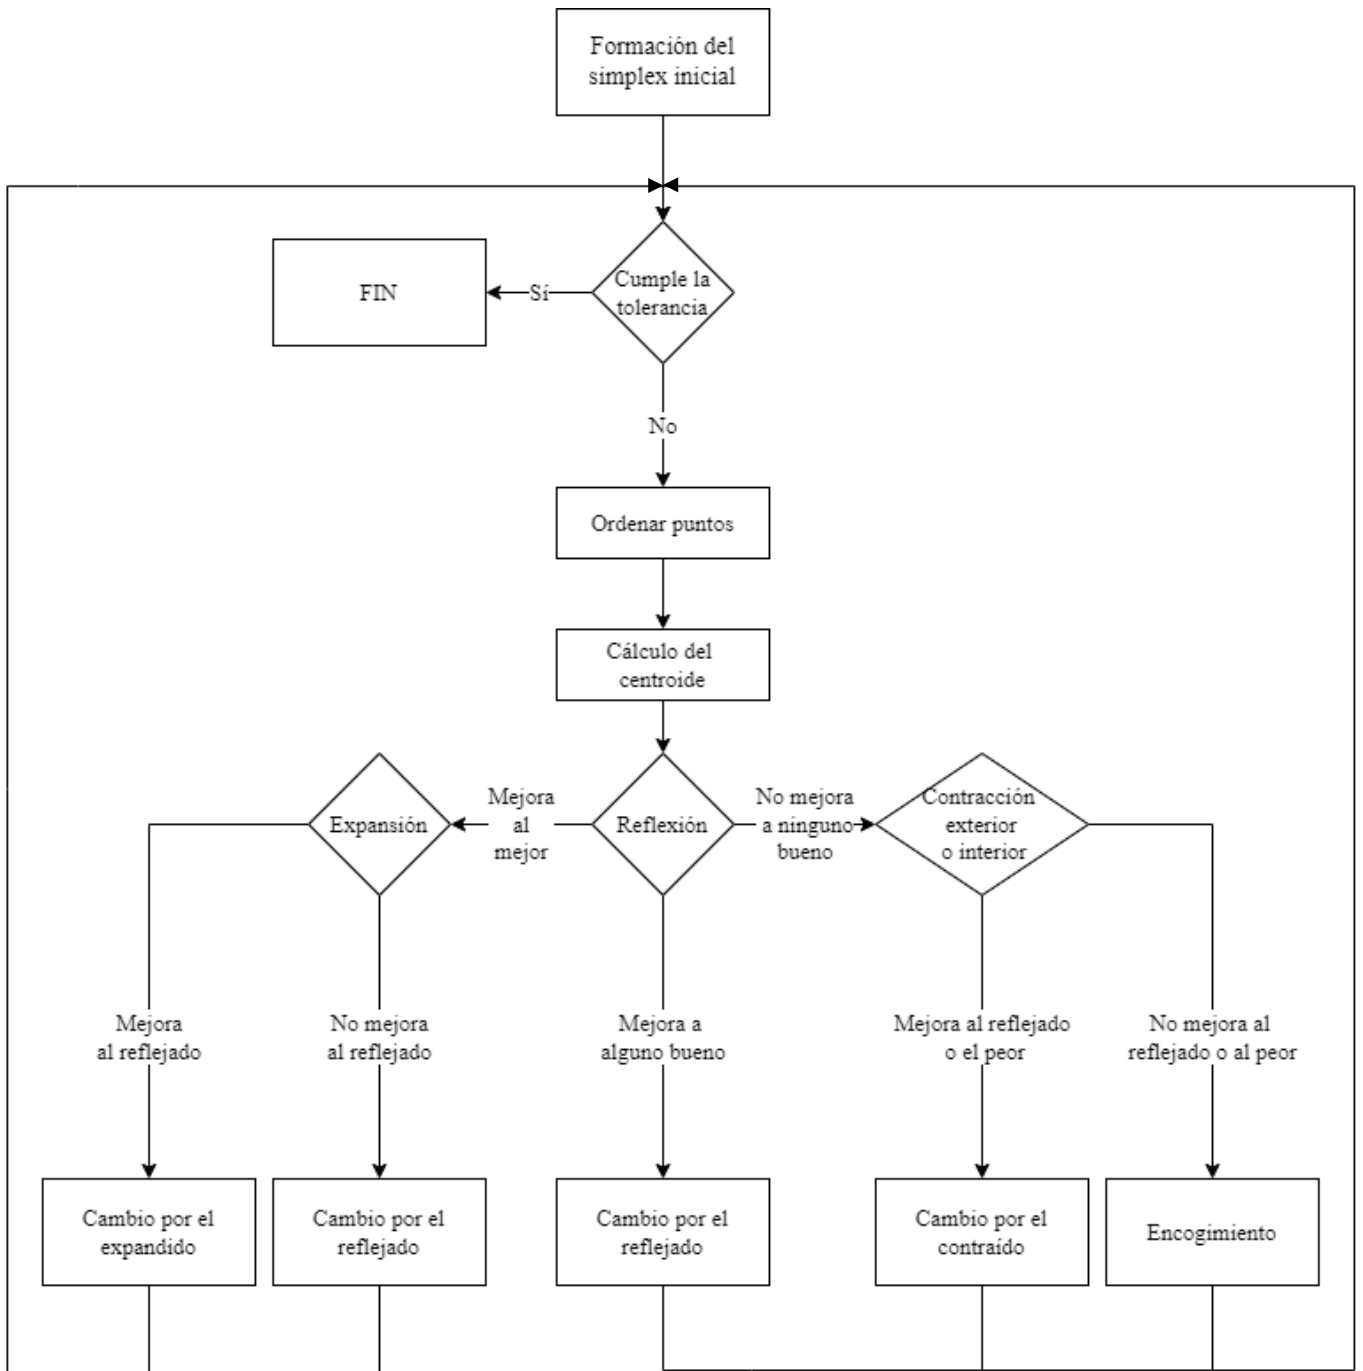 Formación del
simplex inicial
FIN
Sí
Cumple la
tolerancia
No
Ordenar puntos
Cálculo del
centroide
Expansión
Mejora
al
mejor
Reflexión
No mejora
a ninguno
bueno
Contracción
exterior
o interior
Mejora
al reflejado
No mejora
al reflejado
Mejora a
alguno bueno
Mejora al reflejado
o el peor
No mejora al
reflejado o al peor
Cambio por el
expandido
Cambio por el
reflejado
Cambio por el
reflejado
Cambio por el
contraído
Encogimiento